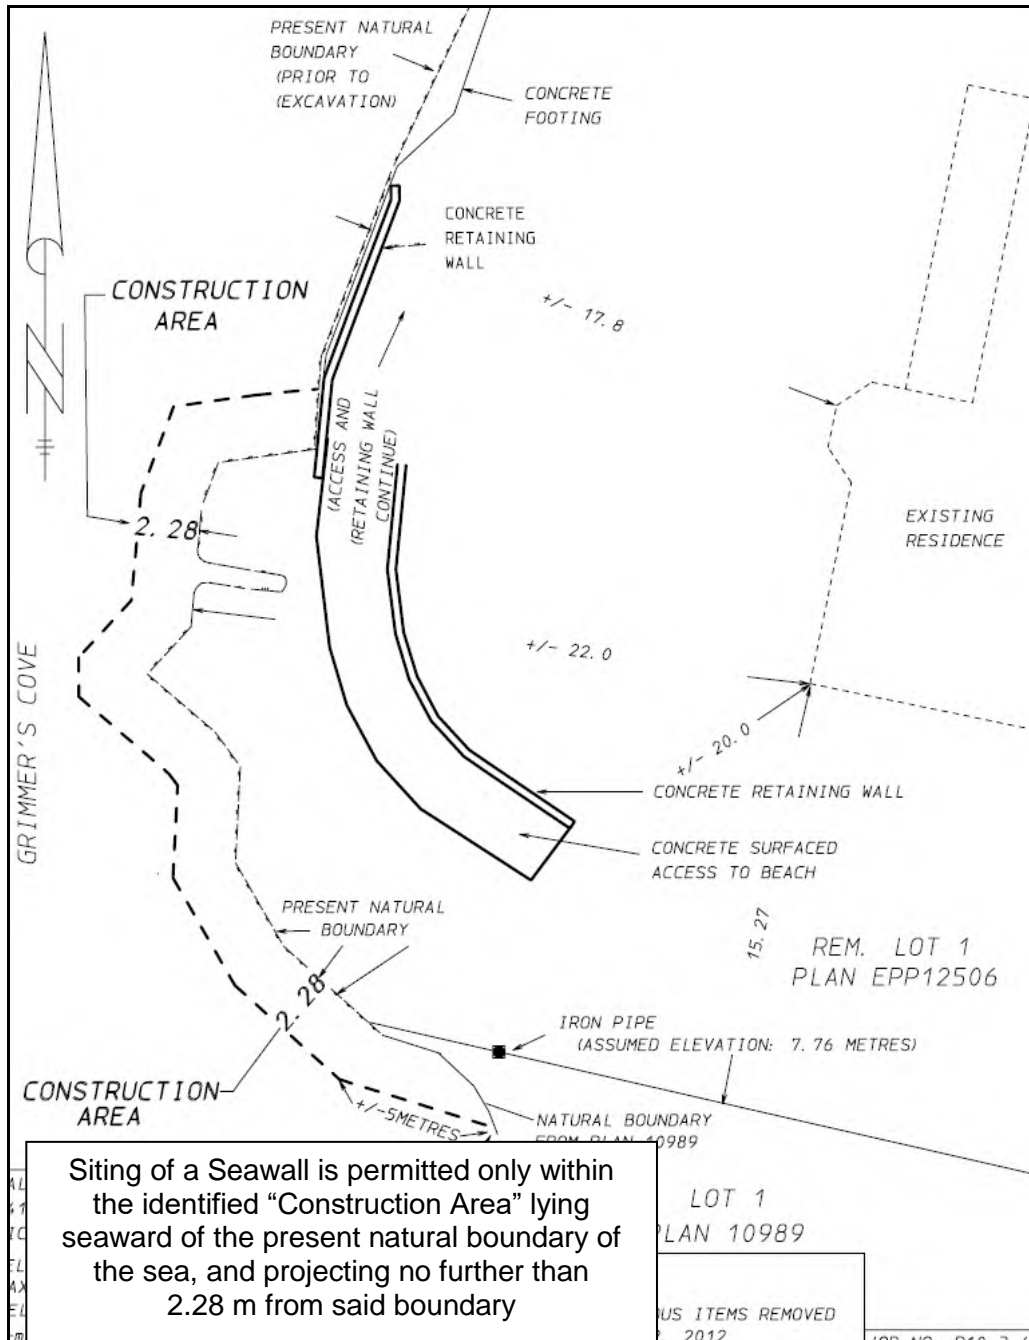 PRESENT NATURAL
BOUNDARY
(PRIOR TO
(EXCAVATION)
CONCRETE
FOOTING
CONCRETE
RETAINING
WALL
CONSTRUCTION
AREA
+/- 17.8
(ACCESS AND
(RETAINING WALL
CONTINUE)
2.28
EXISTING
RESIDENCE
N
GRIMMER'S COVE
+/- 22.0
+/- 20.0
CONCRETE RETAINING WALL
CONCRETE SURFACED
ACCESS TO BEACH
PRESENT NATURAL
BOUNDARY
15.27
REM. LOT 1
PLAN EPP12506
2.28
IRON PIPE
(ASSUMED ELEVATION: 7.76 METRES)
CONSTRUCTION
AREA
+/-5METRES
NATURAL BOUNDARY
FROM PLAN 10989
Siting of a Seawall is permitted only within
the identified “Construction Area” lying
seaward of the present natural boundary of
the sea, and projecting no further than
2.28 m from said boundary
LOT 1
PLAN 10989
ITEMS REMOVED
2012